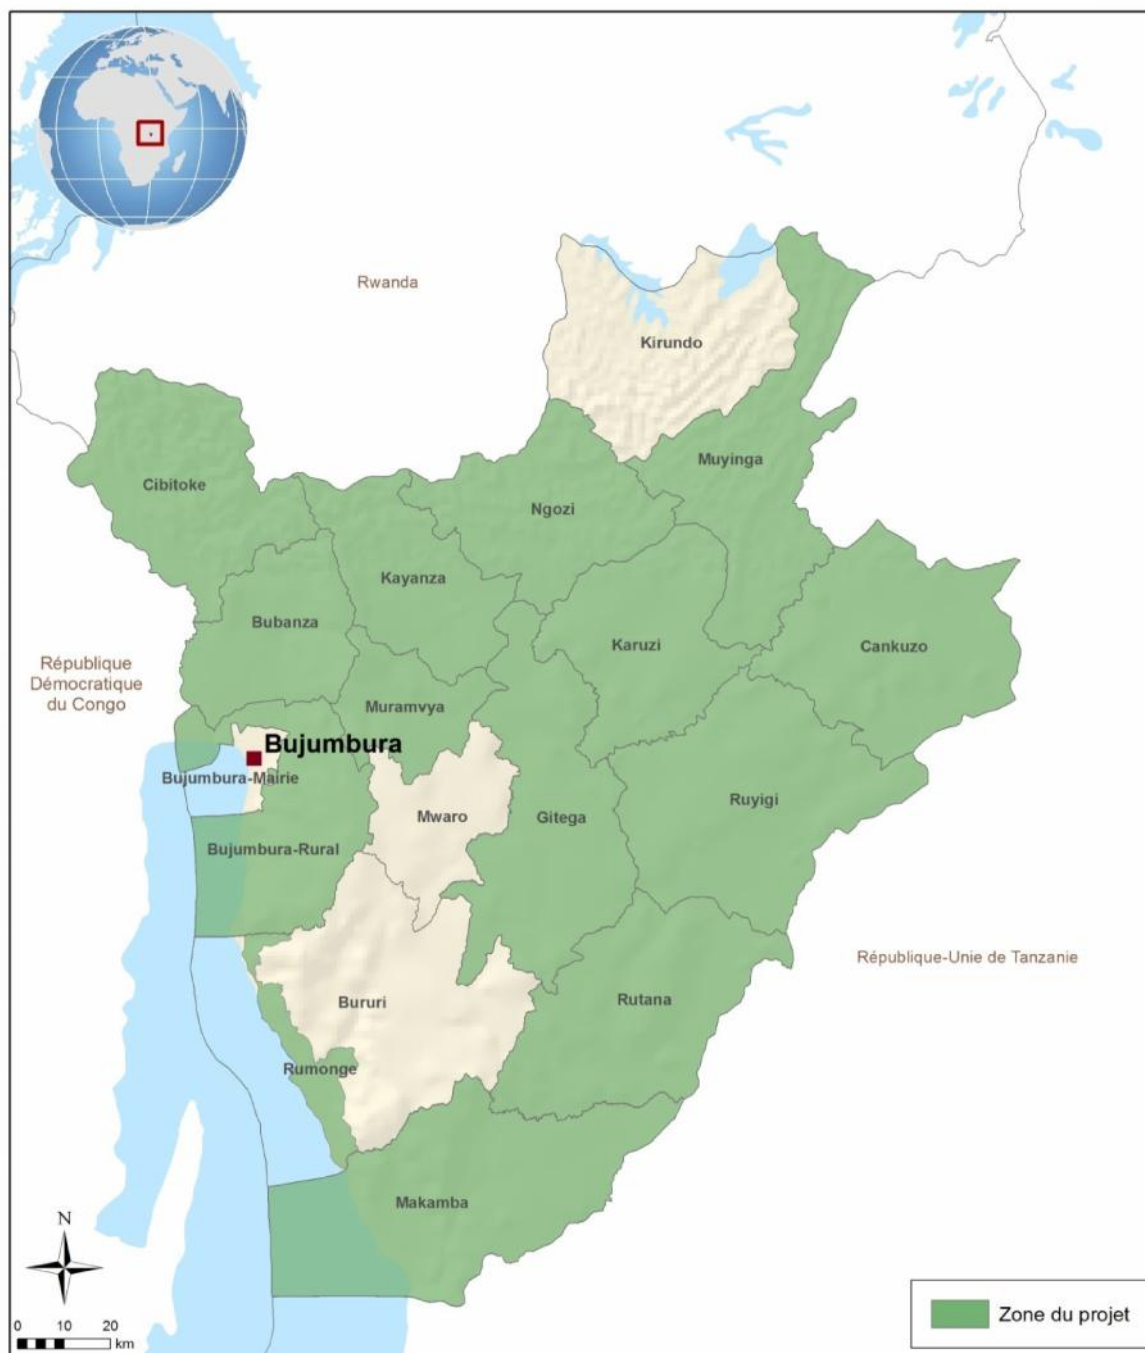 Rwanda
Kirundo
Muyinga
Cibitoke
Ngozi
Kayanza
Bubanza
Karuzi
Cankuzo
République
Démocratique
du Congo
Muramvya
Bujumbura
Bujumbura-Mairie
Ruyigi
Mwaro
Gitega
Bujumbura-Rural
République-Unie de Tanzanie
Bururi
Rutana
Rumonge
Makamba
N
0 10 20
km
Zone du projet